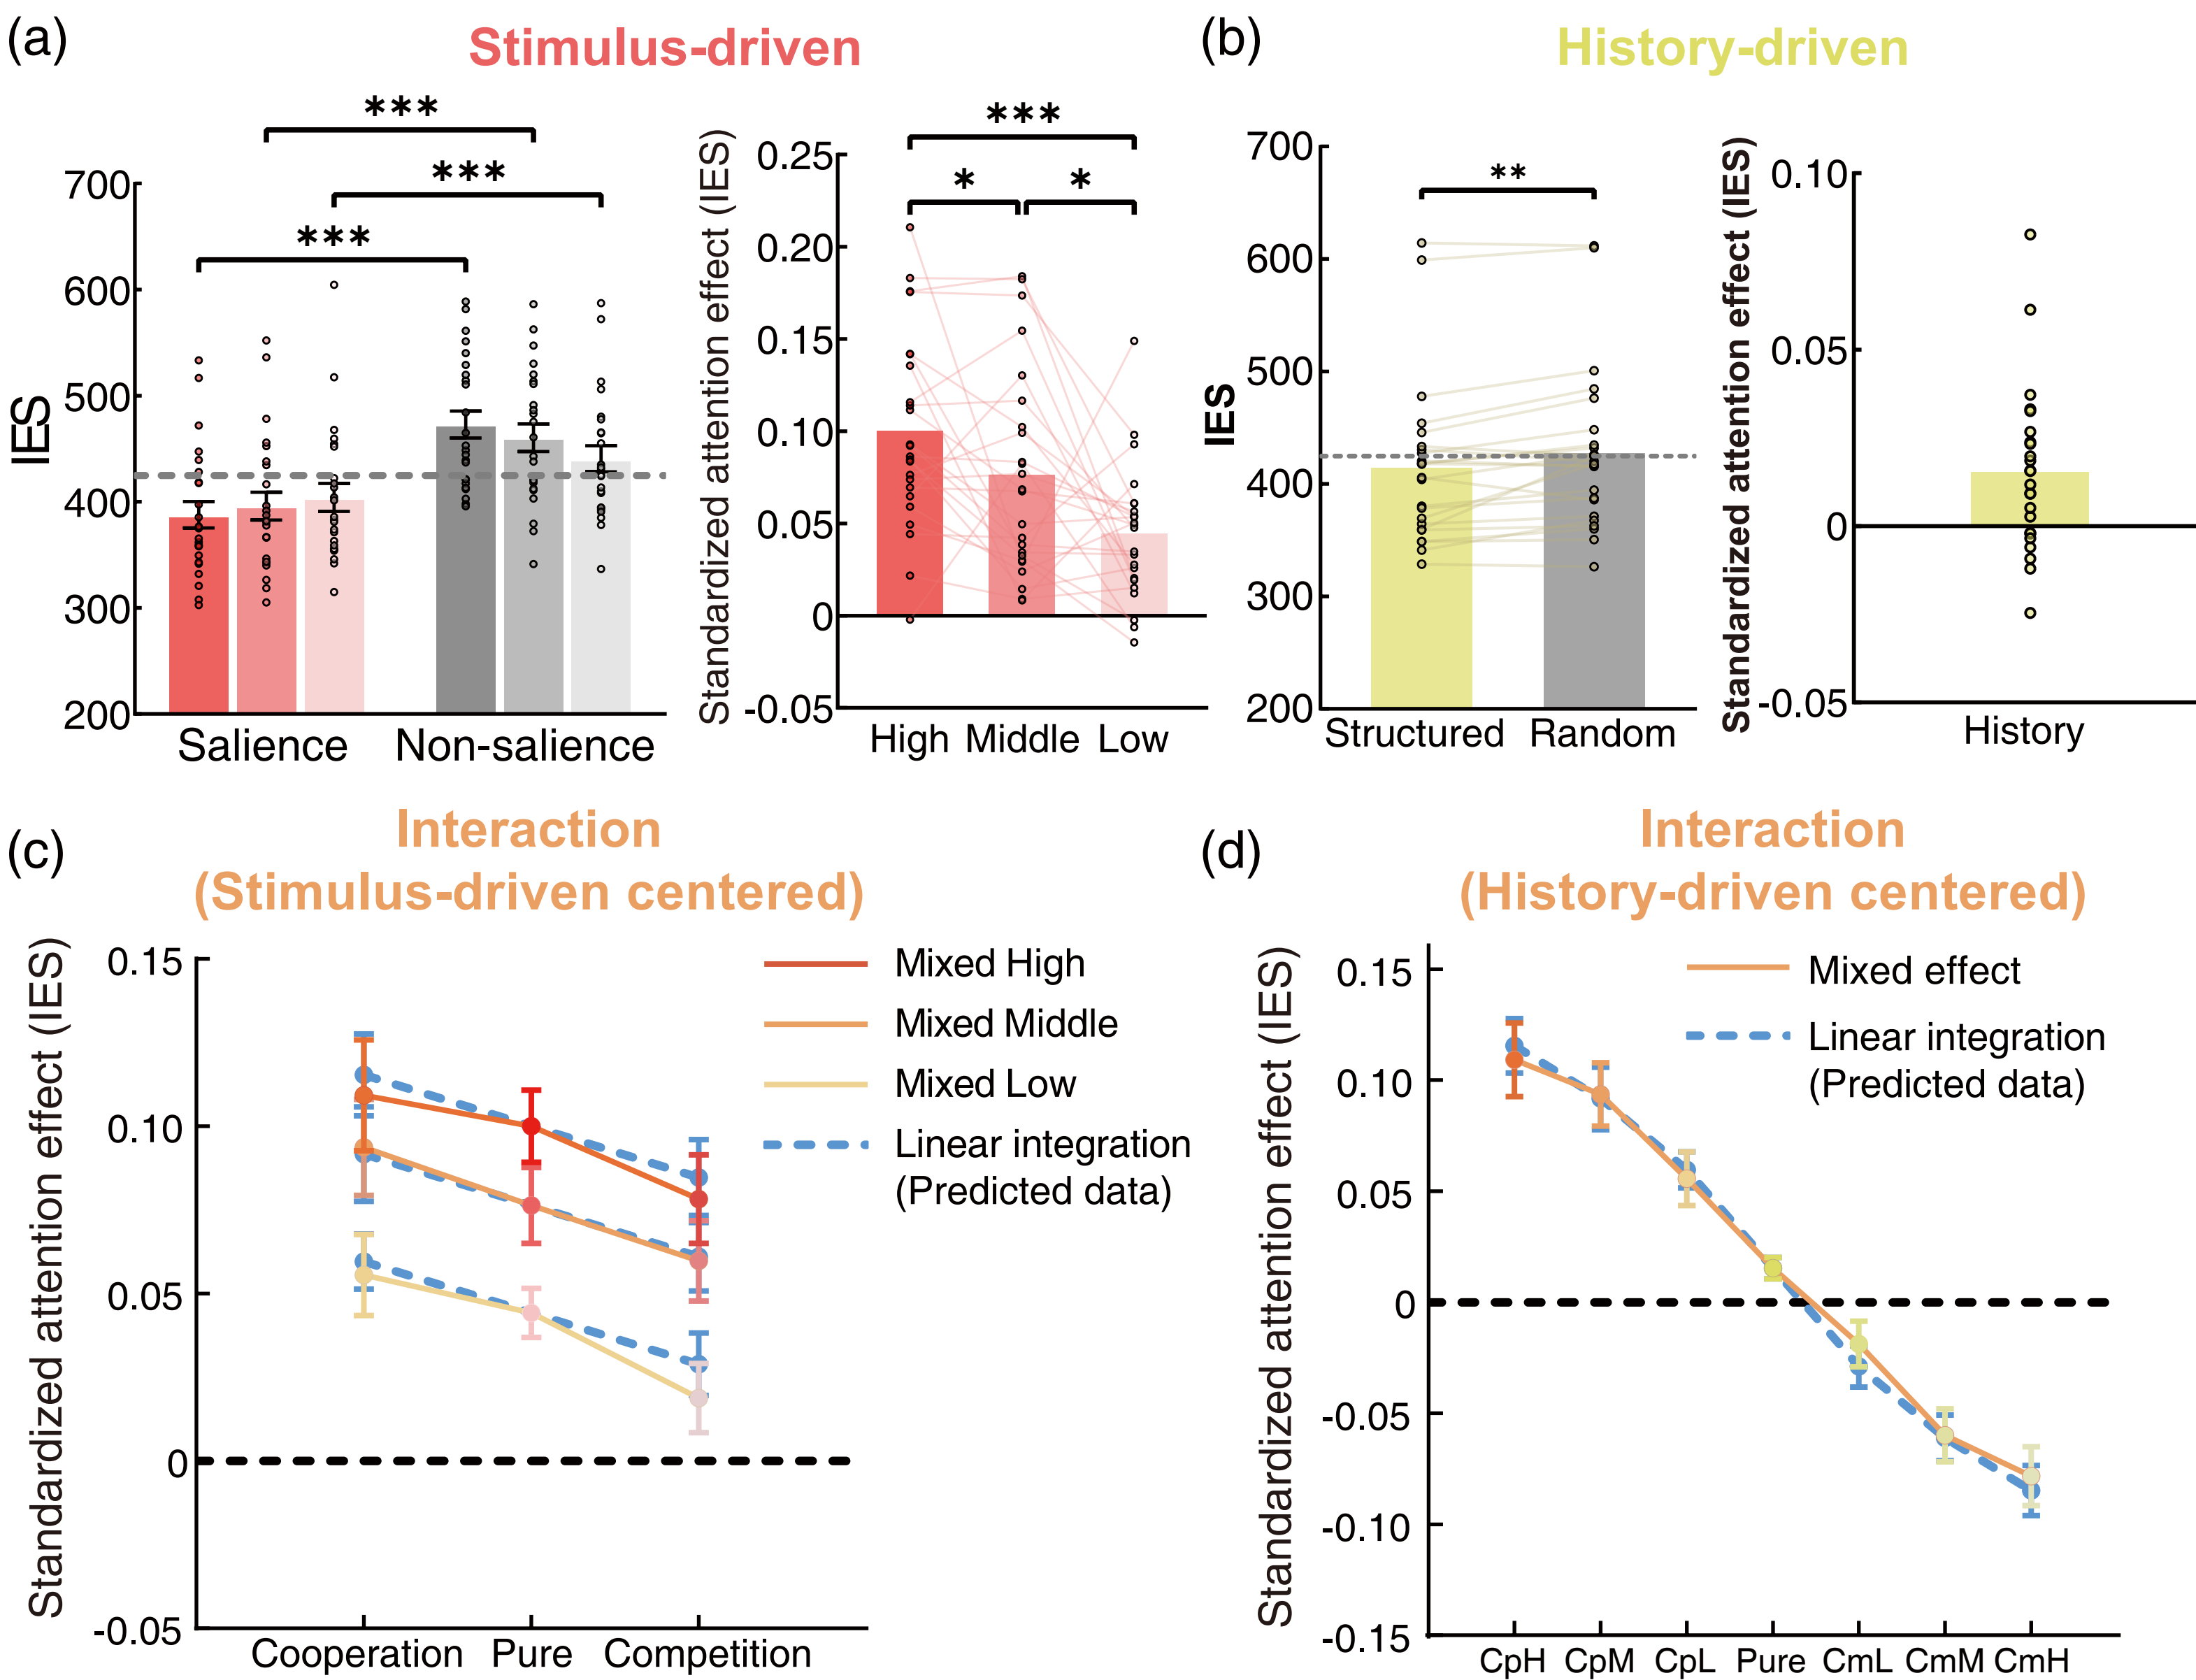 (a)
Stimulus-driven
***
***
***
700
600
500
400
300
200
IES
Salience
Non-salience
***
*
*
0.25
0.20
0.15
0.10
0.05
0
-0.05
Standardized attention effect (IES)
High
Middle
Low
(b)
History-driven
**
700
600
500
400
300
200
IES
Structured
Random
0.10
0.05
0
-0.05
Standardized attention effect (IES)
History
(c)
Interaction
(Stimulus-driven centered)
0.15
0.10
0.05
0
-0.05
Standardized attention effect (IES)
Mixed High
Mixed Middle
Mixed Low
Linear integration
(Predicted data)
Cooperation
Pure
Competition
(d)
Interaction
(History-driven centered)
0.15
0.10
0.05
0
-0.05
-0.10
-0.15
Standardized attention effect (IES)
Mixed effect
Linear integration
(Predicted data)
CpH
CpM
CpL
Pure
CmL
CmM
CmH